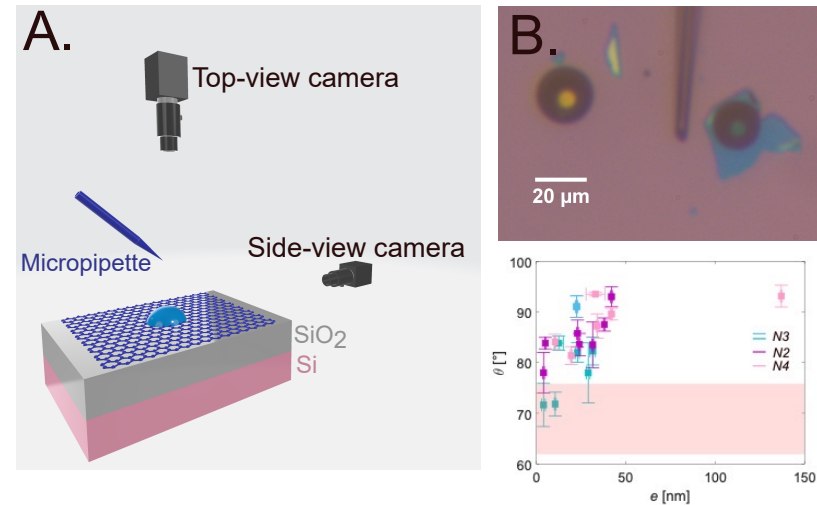 A.
Top-view camera
Micropipette
Side-view camera
SiO2
Si
B.
20 µm
100
90
80
70
60
θ [°]
N3
N2
N4
0
50
100
150
e [nm]